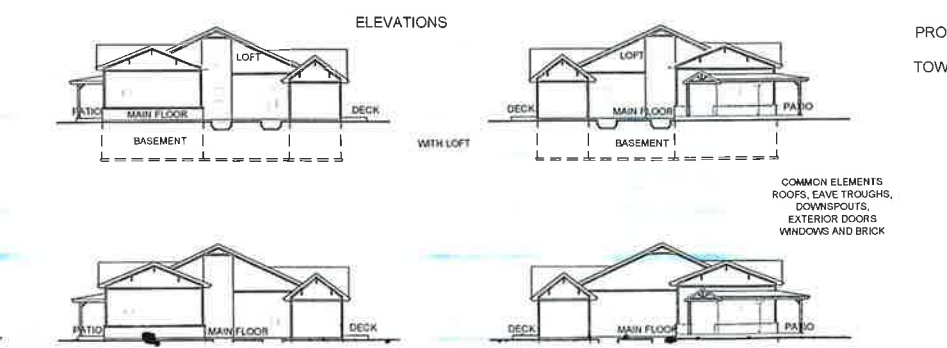 ELEVATIONS
PRO
TOW
LOFT
PATIO
MAIN FLOOR
DECK
BASEMENT
WITH LOFT
LOFT
DECK
MAIN FLOOR
PATIO
BASEMENT
COMMON ELEMENTS
ROOFS, EAVE TROUGHS,
DOWNSPOUTS,
EXTERIOR DOORS
WINDOWS AND BRICK
PATIO
MAIN FLOOR
DECK
DECK
MAIN FLOOR
PATIO